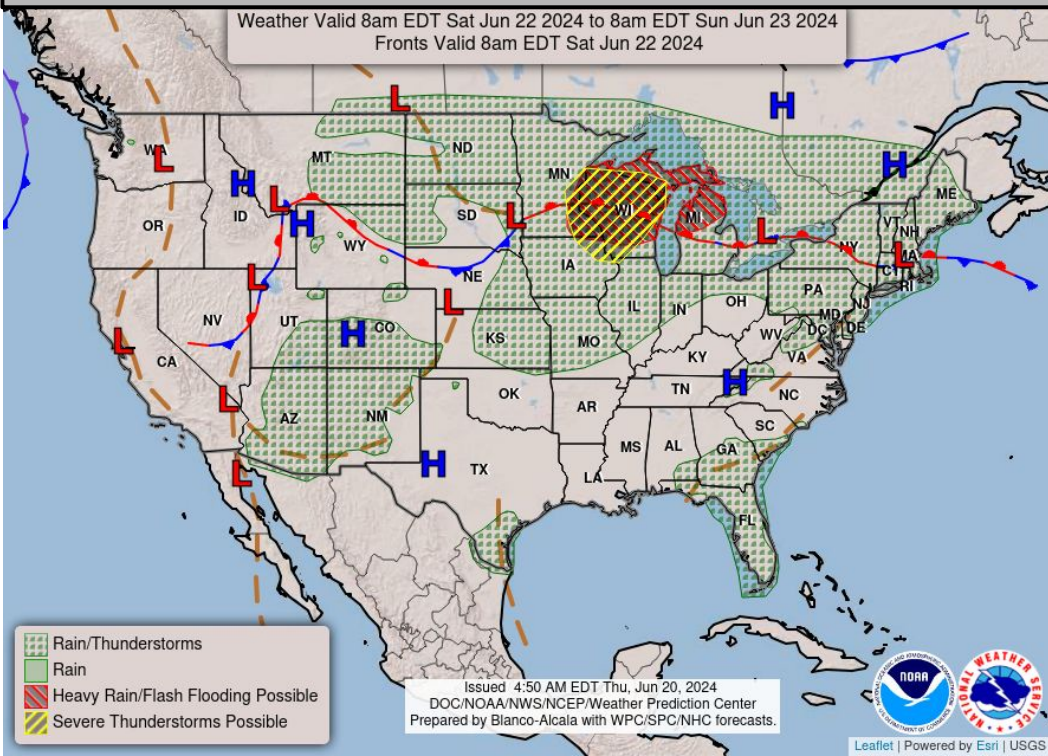 Weather Valid 8am EDT Sat Jun 22 2024 to 8am EDT Sun Jun 23 2024
Fronts Valid 8am EDT Sat Jun 22 2024
H
L
L
WA
MT
ND
MN
H
ME
H
L
H
OR
ID
SD
L
WI
MI
L
VT
NH
NY
MA
L
CT
RI
WY
NE
IA
L
L
PA
NJ
OH
IL
IN
MD
DE
DC
NV
UT
H
CO
KS
MO
WV
VA
L
CA
KY
H
TN
NC
L
AZ
NM
OK
AR
SC
MS
AL
GA
H
TX
LA
L
FL
Rain/Thunderstorms
Rain
Heavy Rain/Flash Flooding Possible
Severe Thunderstorms Possible
Issued 4:50 AM EDT Thu, Jun 20, 2024
DOC/NOAA/NWS/NCEP/Weather Prediction Center
Prepared by Blanco-Alcala with WPC/SPC/NHC forecasts.
NOAA
NATIONAL WEATHER SERVICE
Leaflet | Powered by Esri | USGS